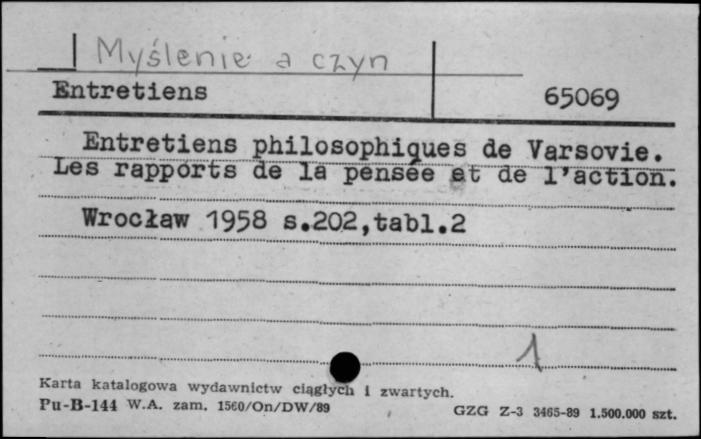 Myślenie a czyn
Entretiens 65069
Entretiens philosophiques de Varsovie.
Les rapports de la pensée et de l'action.
Wrocław 1958 s.202,tabl.2
1
Karta katalogowa wydawnictw ciągłych i zwartych.
Pu-B-144 W.A. zam. 1560/On/DW/89 GZG Z-3 3465-89 1.500.000 szt.